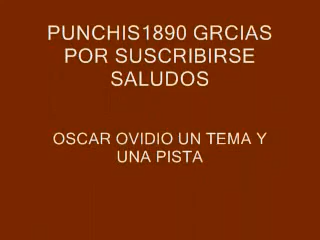 PUNCHIS1890 GRCIAS
POR SUSCRIBIRSE
SALUDOS
OSCAR OVIDIO UN TEMA Y
UNA PISTA